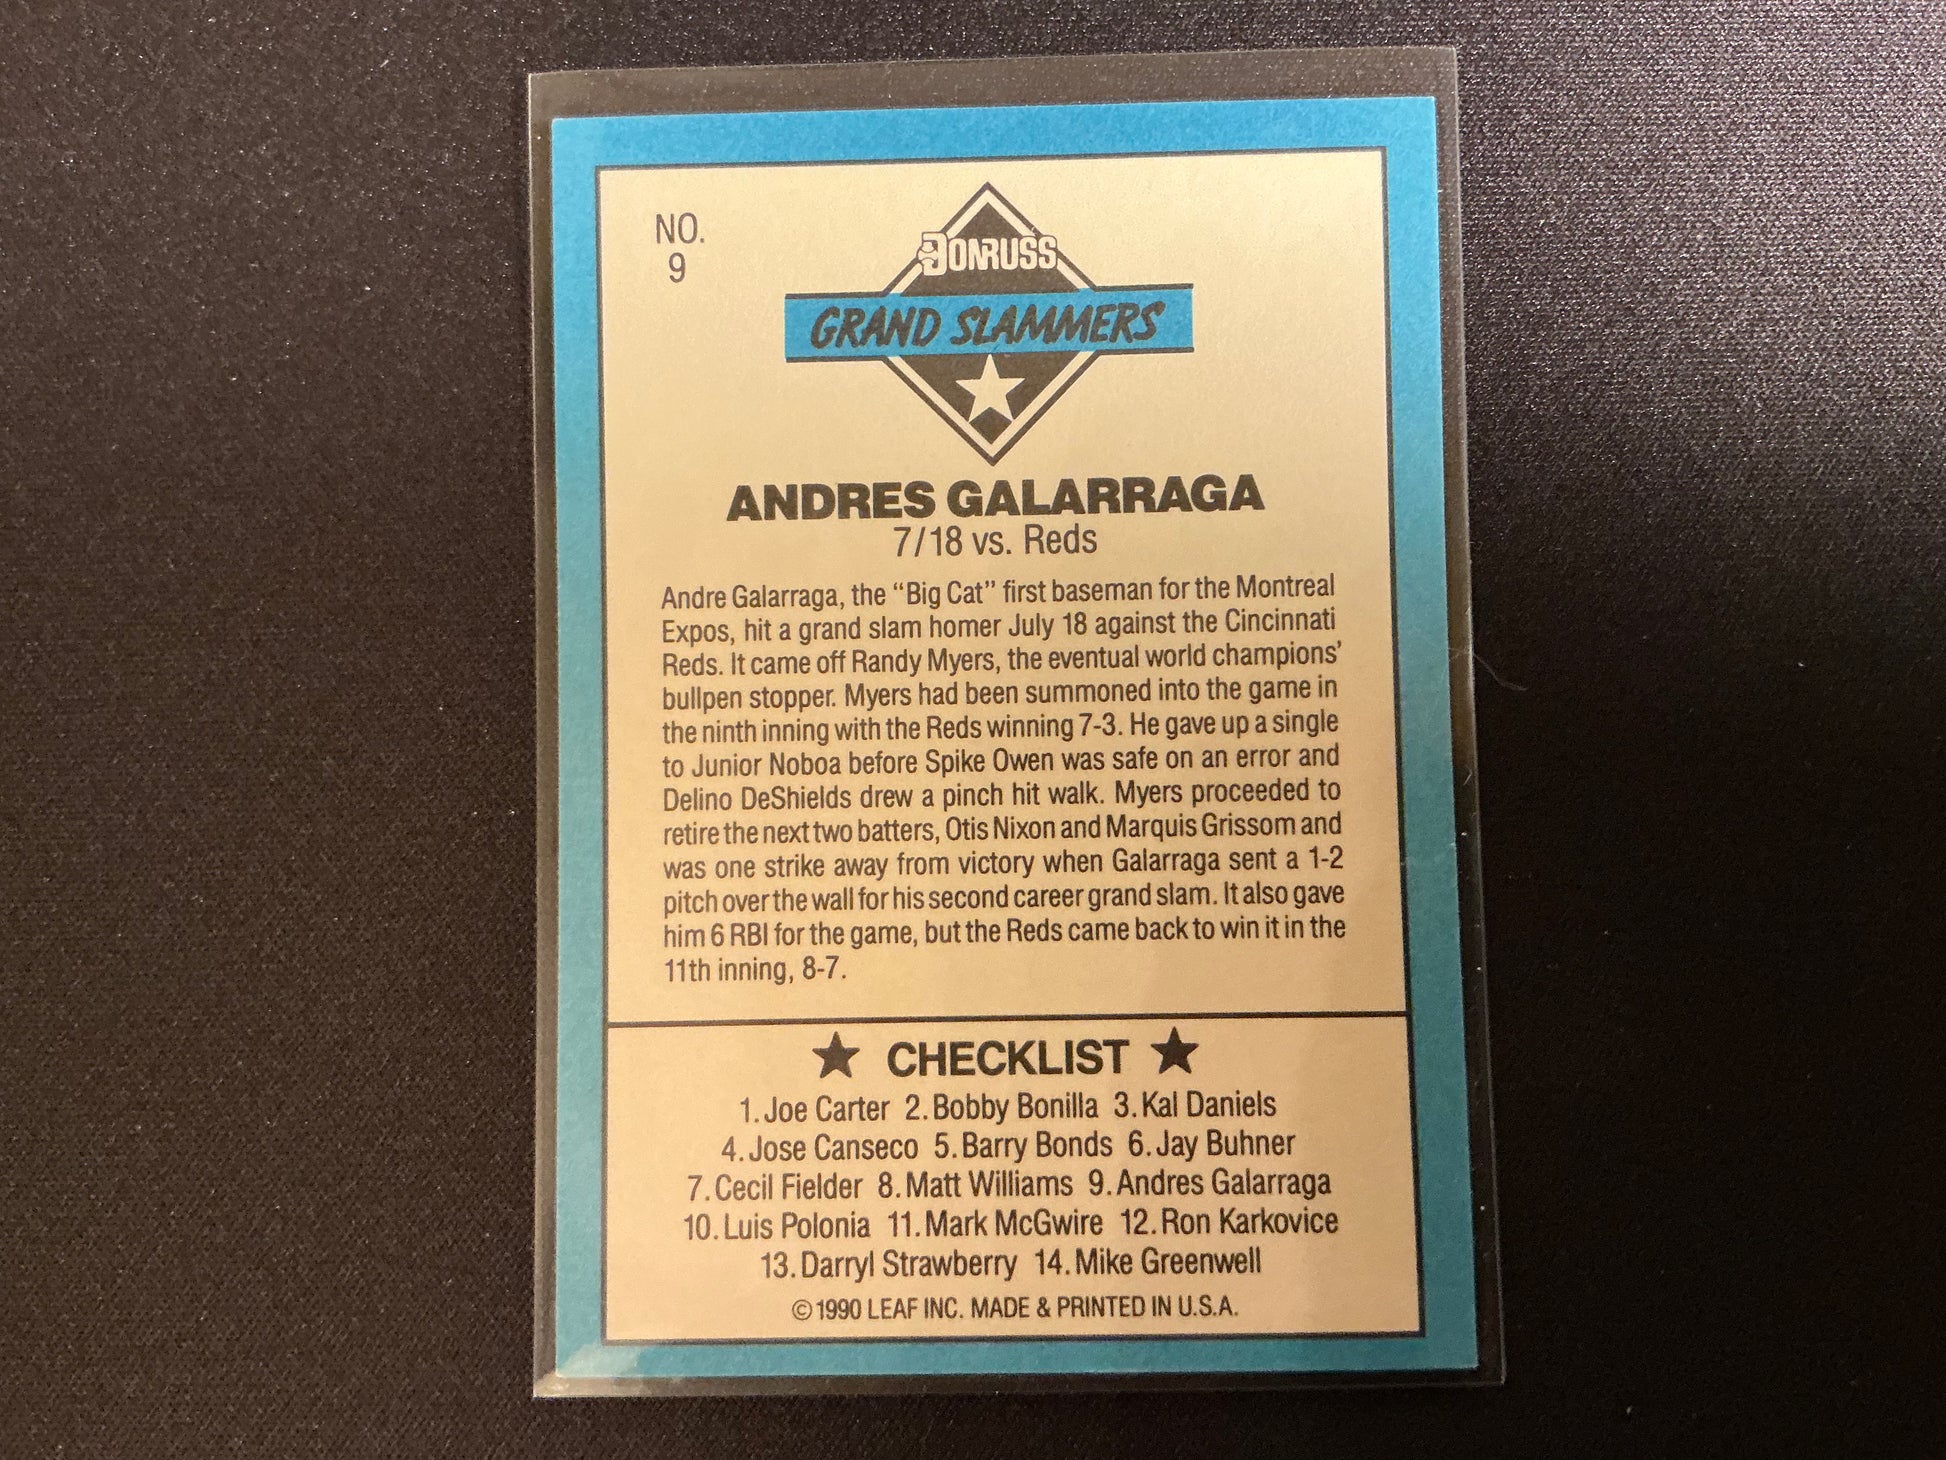 NO.
9
DONRUSS
GRAND SLAMMERS
ANDRES GALARRAGA
7/18 vs. Reds
Andre Galarraga, the “Big Cat” first baseman for the Montreal
Expos, hit a grand slam homer July 18 against the Cincinnati
Reds. It came off Randy Myers, the eventual world champions’
bullpen stopper. Myers had been summoned into the game in
the ninth inning with the Reds winning 7-3. He gave up a single
to Junior Noboa before Spike Owen was safe on an error and
Delino DeShields drew a pinch hit walk. Myers proceeded to
retire the next two batters, Otis Nixon and Marquis Grissom and
was one strike away from victory when Galarraga sent a 1-2
pitch over the wall for his second career grand slam. It also gave
him 6 RBI for the game, but the Reds came back to win it in the
11th inning, 8-7.
★ CHECKLIST ★
1. Joe Carter 2. Bobby Bonilla 3. Kal Daniels
4. Jose Canseco 5. Barry Bonds 6. Jay Buhner
7. Cecil Fielder 8. Matt Williams 9. Andres Galarraga
10. Luis Polonia 11. Mark McGwire 12. Ron Karkovice
13. Darryl Strawberry 14. Mike Greenwell
©1990 LEAF INC. MADE & PRINTED IN U.S.A.